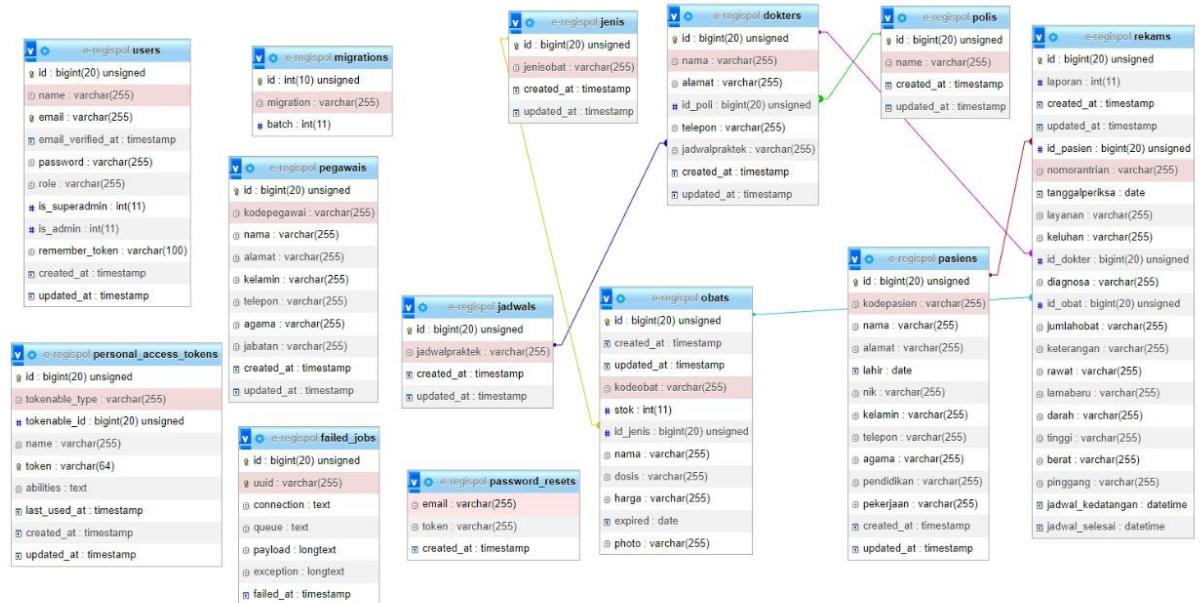 e-regispol users
id : bigint(20) unsigned
name : varchar(255)
email : varchar(255)
email_verified_at : timestamp
password : varchar(255)
role : varchar(255)
is_superadmin : int(11)
is_admin : int(11)
remember_token : varchar(100)
created_at : timestamp
updated_at : timestamp
e-regispol personal_access_tokens
id : bigint(20) unsigned
tokenable_type : varchar(255)
tokenable_id : bigint(20) unsigned
name : varchar(255)
token : varchar(64)
abilities : text
last_used_at : timestamp
created_at : timestamp
updated_at : timestamp
e-regispol migrations
id : int(10) unsigned
migration : varchar(255)
batch : int(11)
e-regispol pegawais
id : bigint(20) unsigned
kodepegawai : varchar(255)
nama : varchar(255)
alamat : varchar(255)
kelamin : varchar(255)
telepon : varchar(255)
agama : varchar(255)
jabatan : varchar(255)
created_at : timestamp
updated_at : timestamp
e-regispol failed_jobs
id : bigint(20) unsigned
uuid : varchar(255)
connection : text
queue : text
payload : longtext
exception : longtext
failed_at : timestamp
e-regispol jadwals
id : bigint(20) unsigned
jadwalpraktek : varchar(255)
created_at : timestamp
updated_at : timestamp
e-regispol password_resets
email : varchar(255)
token : varchar(255)
created_at : timestamp
e-regispol jenis
id : bigint(20) unsigned
jenisobat : varchar(255)
created_at : timestamp
updated_at : timestamp
e-regispol obats
id : bigint(20) unsigned
created_at : timestamp
updated_at : timestamp
kodeobat : varchar(255)
stok : int(11)
id_jenis : bigint(20) unsigned
nama : varchar(255)
dosis : varchar(255)
harga : varchar(255)
expired : date
photo : varchar(255)
e-regispol dokters
id : bigint(20) unsigned
nama : varchar(255)
alamat : varchar(255)
id_poli : bigint(20) unsigned
telepon : varchar(255)
jadwalpraktek : varchar(255)
created_at : timestamp
updated_at : timestamp
e-regispol polis
id : bigint(20) unsigned
name : varchar(255)
created_at : timestamp
updated_at : timestamp
e-regispol pasiens
id : bigint(20) unsigned
kodepasien : varchar(255)
nama : varchar(255)
alamat : varchar(255)
lahir : date
nik : varchar(255)
kelamin : varchar(255)
telepon : varchar(255)
agama : varchar(255)
pendidikan : varchar(255)
pekerjaan : varchar(255)
created_at : timestamp
updated_at : timestamp
e-regispol rekams
id : bigint(20) unsigned
laporan : int(11)
created_at : timestamp
updated_at : timestamp
id_pasien : bigint(20) unsigned
nomorantrian : varchar(255)
tanggalperiksa : date
layanan : varchar(255)
keluhan : varchar(255)
id_dokter : bigint(20) unsigned
diagnosa : varchar(255)
id_obat : bigint(20) unsigned
jumlahobat : varchar(255)
keterangan : varchar(255)
rawat : varchar(255)
lamabaru : varchar(255)
darah : varchar(255)
tinggi : varchar(255)
berat : varchar(255)
pinggang : varchar(255)
jadwal_kedatangan : datetime
jadwal_selesai : datetime